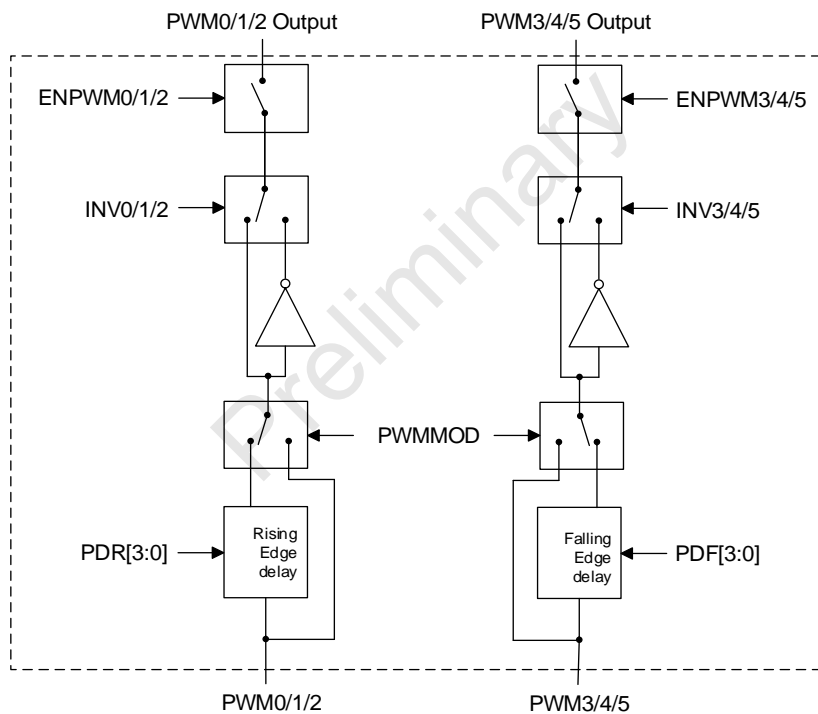 PWM0/1/2 Output
PWM3/4/5 Output
ENPWM0/1/2
ENPWM3/4/5
INV0/1/2
INV3/4/5
Preliminary
PWMMOD
PDR[3:0]
Rising
Edge
delay
Falling
Edge
delay
PDF[3:0]
PWM0/1/2
PWM3/4/5